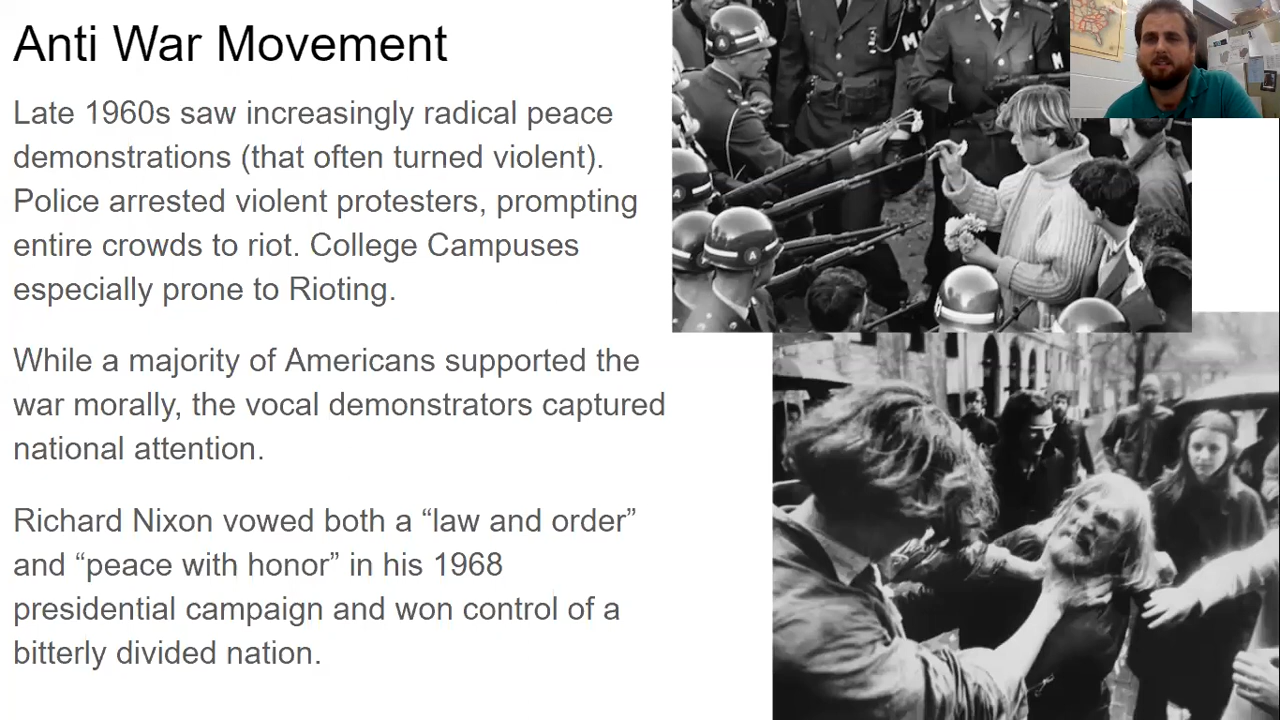 Anti War Movement
Late 1960s saw increasingly radical peace
demonstrations (that often turned violent).
Police arrested violent protesters, prompting
entire crowds to riot. College Campuses
especially prone to Rioting.
While a majority of Americans supported the
war morally, the vocal demonstrators captured
national attention.
Richard Nixon vowed both a “law and order”
and “peace with honor” in his 1968
presidential campaign and won control of a
bitterly divided nation.